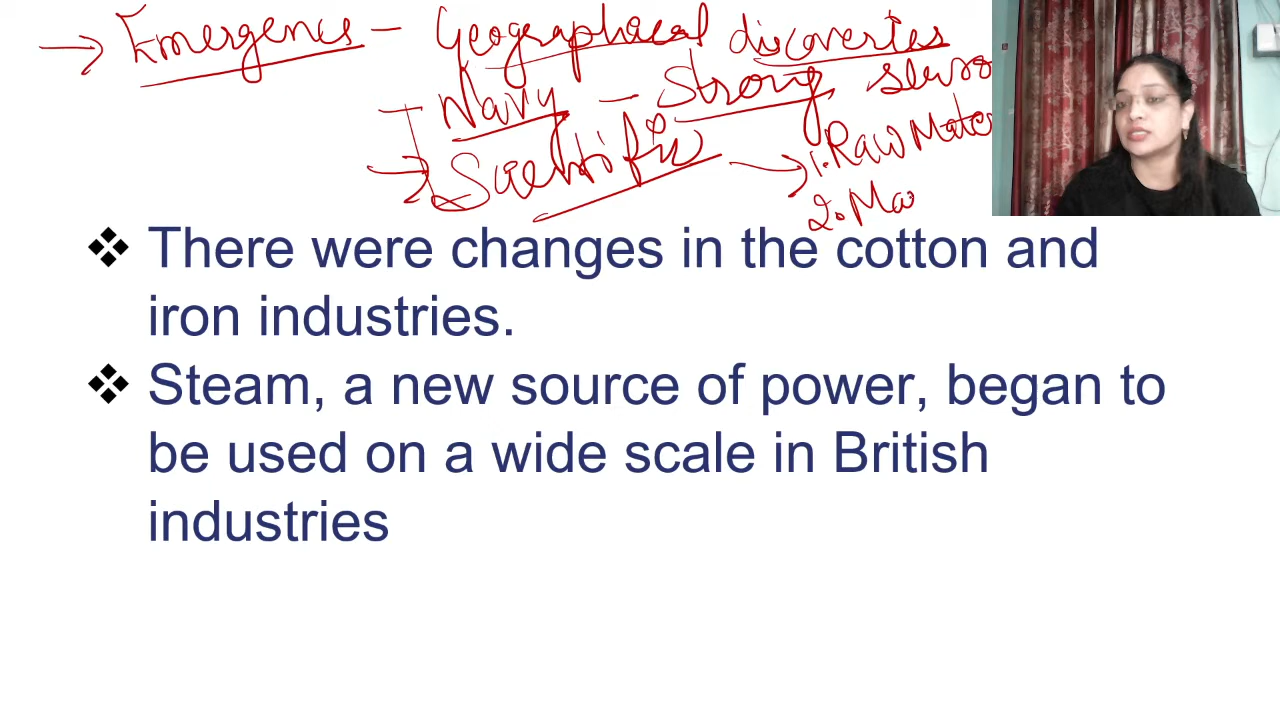 → Emergence - Geographical discoveries
→ Navy - Strong
→ Scientific → 1. Raw Mater
2. Ma
❖ There were changes in the cotton and
iron industries.
❖ Steam, a new source of power, began to
be used on a wide scale in British
industries